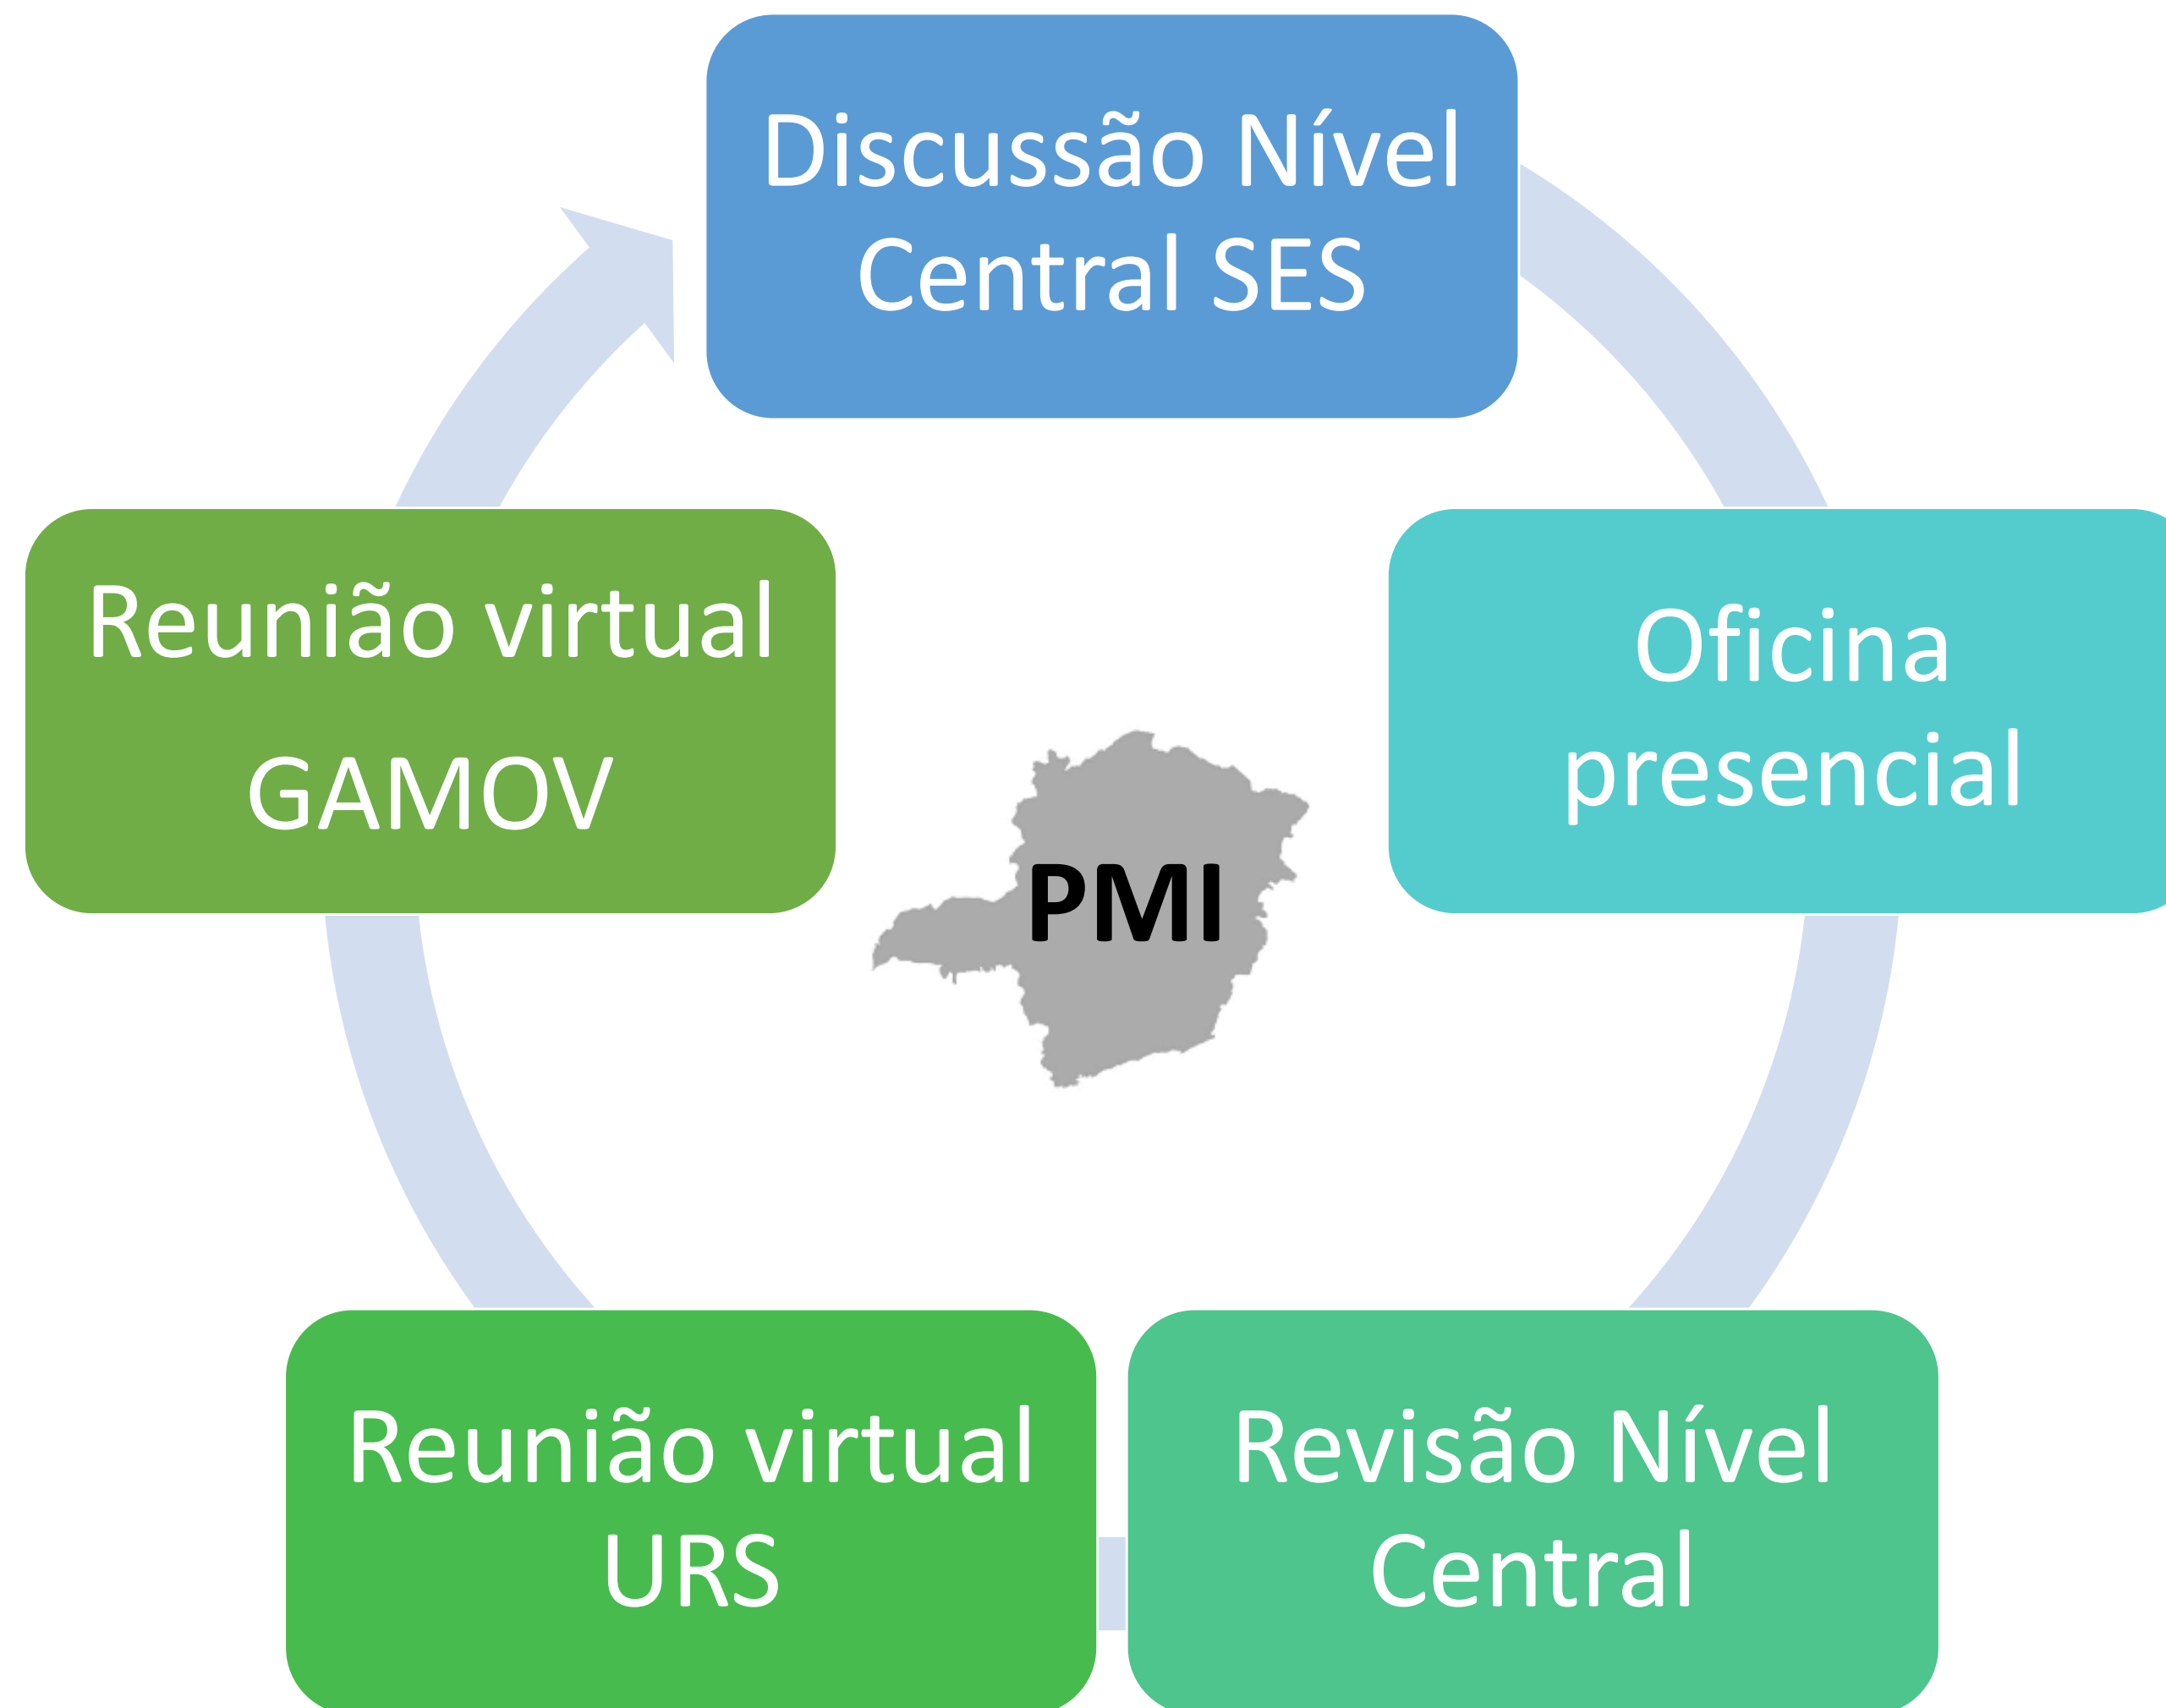 Discussão Nível
Central SES
Oficina
presencial
Revisão Nível
Central
Reunião virtual
URS
Reunião virtual
GAMOV
PMI